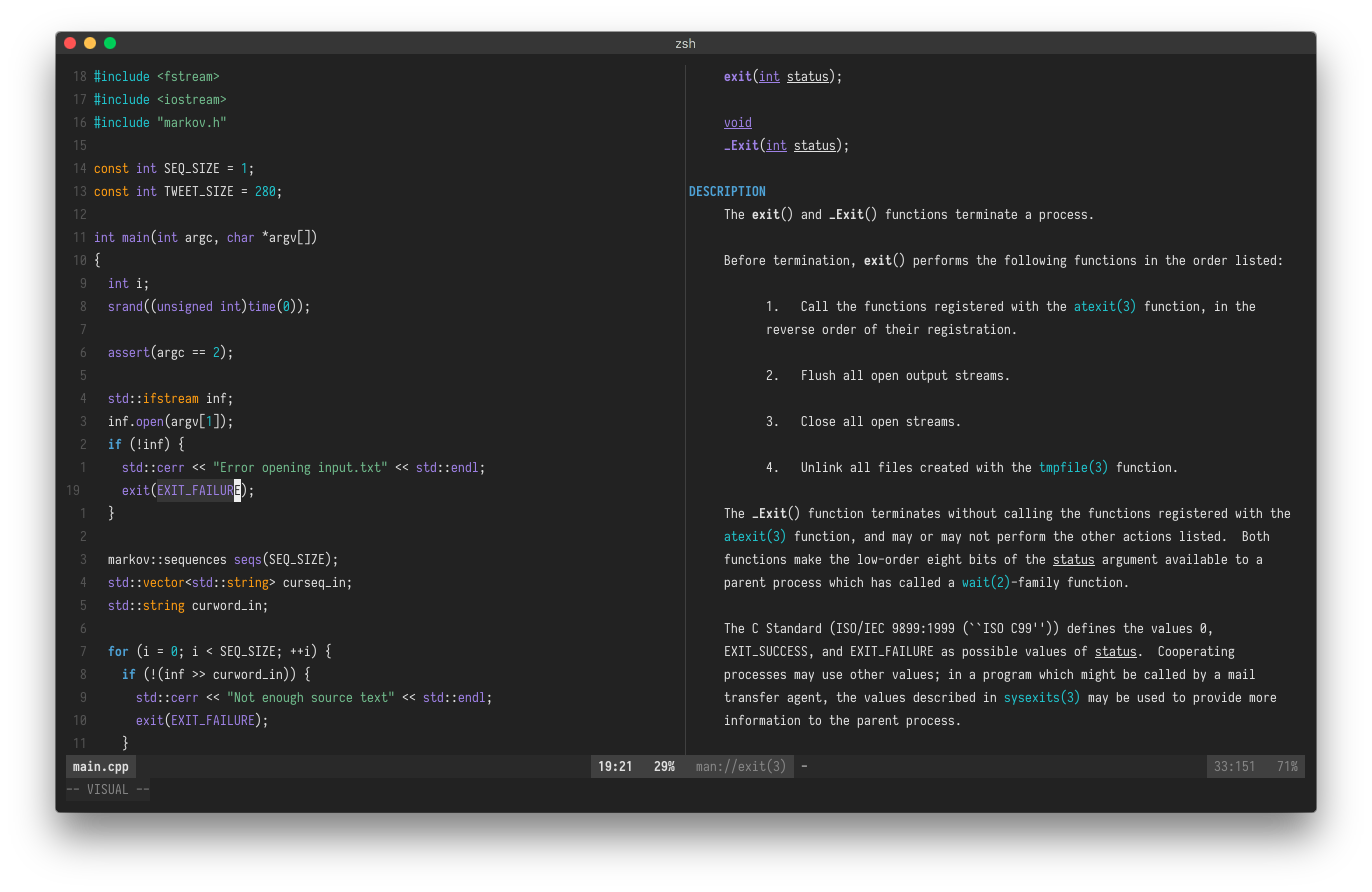 zsh
18 #include <fstream>
17 #include <iostream>
16 #include "markov.h"
15
14 const int SEQ_SIZE = 1;
13 const int TWEET_SIZE = 280;
12
11 int main(int argc, char *argv[])
10 {
9   int i;
8   srand((unsigned int)time(0));
7
6   assert(argc == 2);
5
4   std::ifstream inf;
3   inf.open(argv[1]);
2   if (!inf) {
1     std::cerr << "Error opening input.txt" << std::endl;
19     exit(EXIT_FAILURE);
1   }
2
3   markov::sequences seqs(SEQ_SIZE);
4   std::vector<std::string> curseq_in;
5   std::string curword_in;
6
7   for (i = 0; i < SEQ_SIZE; ++i) {
8     if (!(inf >> curword_in)) {
9       std::cerr << "Not enough source text" << std::endl;
10       exit(EXIT_FAILURE);
11     }
main.cpp 19:21 29%
-- VISUAL --
exit(int status);
void
_Exit(int status);
DESCRIPTION
The exit() and _Exit() functions terminate a process.
Before termination, exit() performs the following functions in the order listed:
1.   Call the functions registered with the atexit(3) function, in the
reverse order of their registration.
2.   Flush all open output streams.
3.   Close all open streams.
4.   Unlink all files created with the tmpfile(3) function.
The _Exit() function terminates without calling the functions registered with the
atexit(3) function, and may or may not perform the other actions listed.  Both
functions make the low-order eight bits of the status argument available to a
parent process which has called a wait(2)-family function.
The C Standard (ISO/IEC 9899:1999 (``ISO C99'')) defines the values 0,
EXIT_SUCCESS, and EXIT_FAILURE as possible values of status.  Cooperating
processes may use other values; in a program which might be called by a mail
transfer agent, the values described in sysexits(3) may be used to provide more
information to the parent process.
man://exit(3) - 33:151 71%